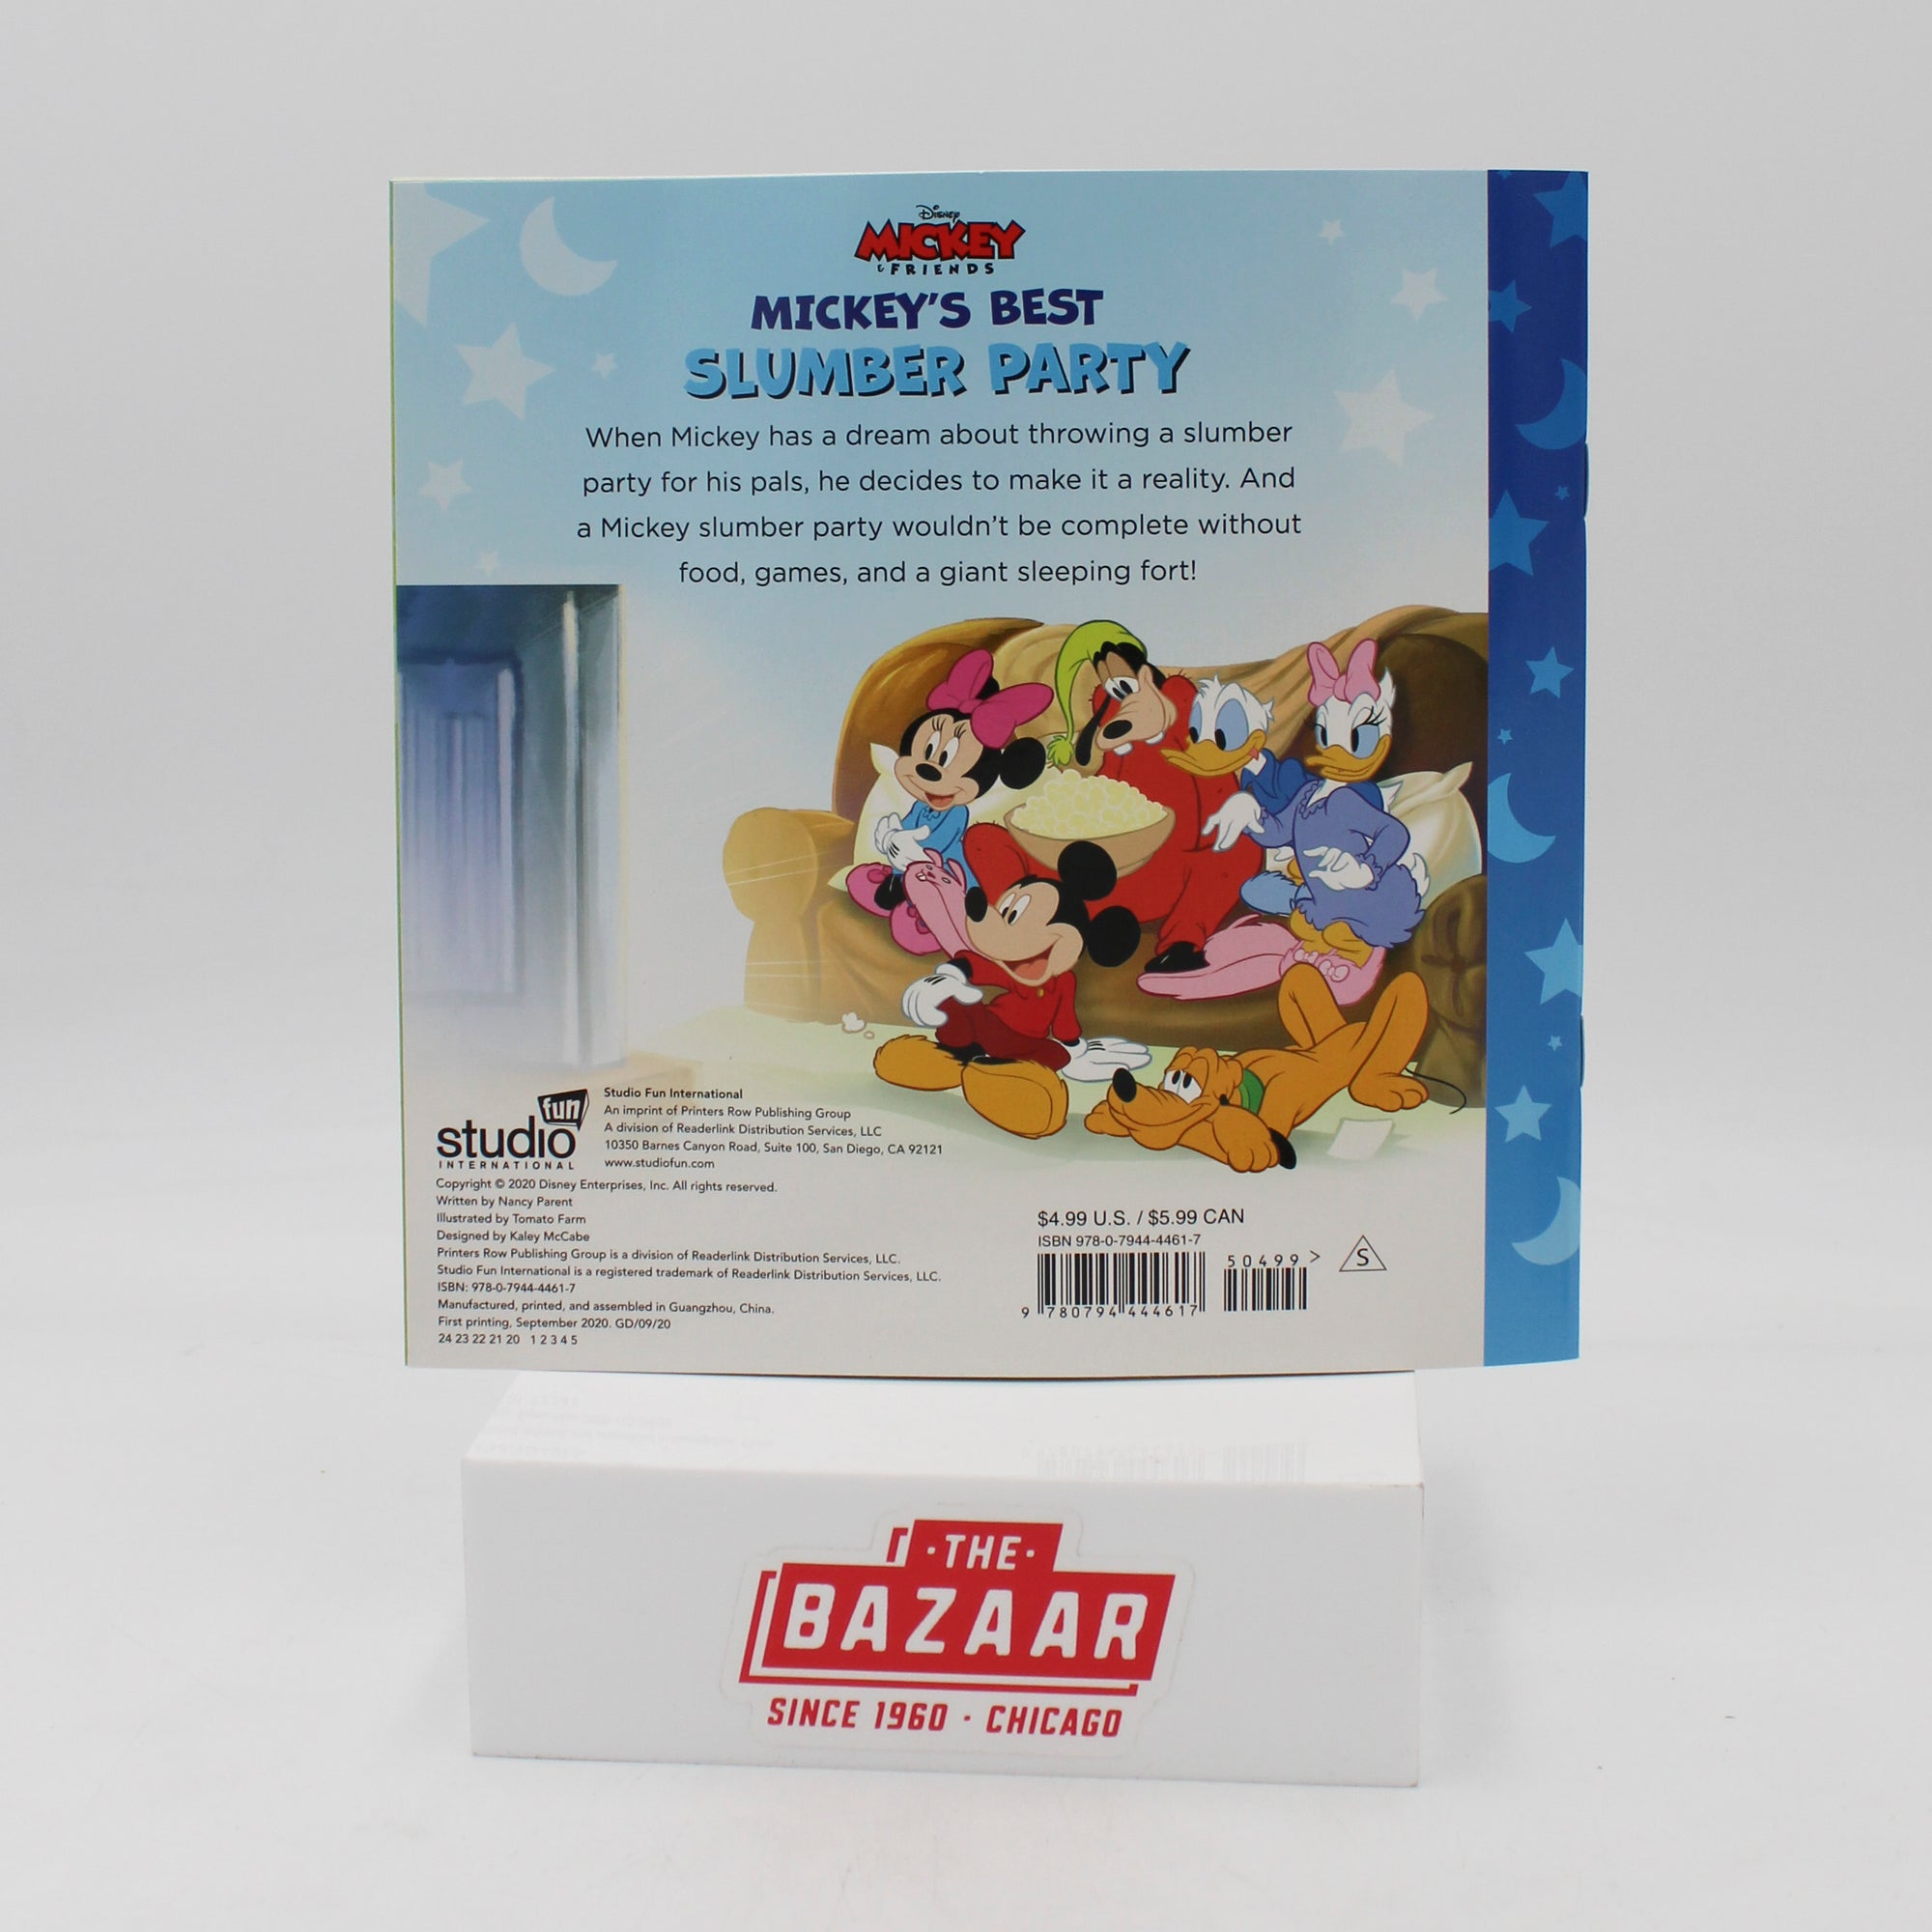 Disney
MICKEY
& FRIENDS
MICKEY'S BEST
SLUMBER PARTY
When Mickey has a dream about throwing a slumber
party for his pals, he decides to make it a reality. And
a Mickey slumber party wouldn't be complete without
food, games, and a giant sleeping fort!
studio fun
INTERNATIONAL
Studio Fun International
An imprint of Printers Row Publishing Group
A division of Readerlink Distribution Services, LLC
10350 Barnes Canyon Road, Suite 100, San Diego, CA 92121
www.studiofun.com
Copyright © 2020 Disney Enterprises, Inc. All rights reserved.
Written by Nancy Parent
Illustrated by Tomato Farm
Designed by Kaley McCabe
Printers Row Publishing Group is a division of Readerlink Distribution Services, LLC.
Studio Fun International is a registered trademark of Readerlink Distribution Services, LLC.
ISBN: 978-0-7944-4461-7
Manufactured, printed, and assembled in Guangzhou, China.
First printing, September 2020. GD/09/20
24 23 22 21 20 1 2 3 4 5
$4.99 U.S. / $5.99 CAN
ISBN 978-0-7944-4461-7
50499>
S
9 780794 444617
·THE·
BAZAAR
SINCE 1960 · CHICAGO